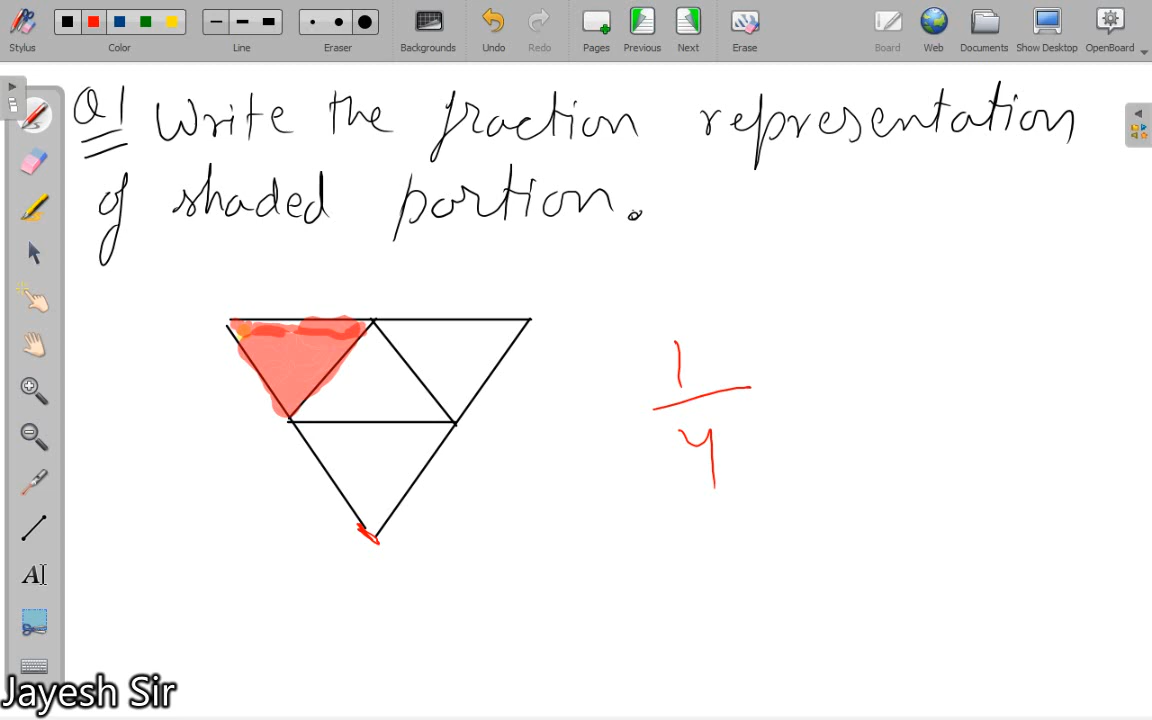 Stylus
Color
Line
Eraser
Backgrounds
Undo
Redo
Pages
Previous
Next
Erase
Board
Web
Documents
Show Desktop
OpenBoard
Q1 Write the fraction representation
of shaded portion.
1
4
Jayesh Sir